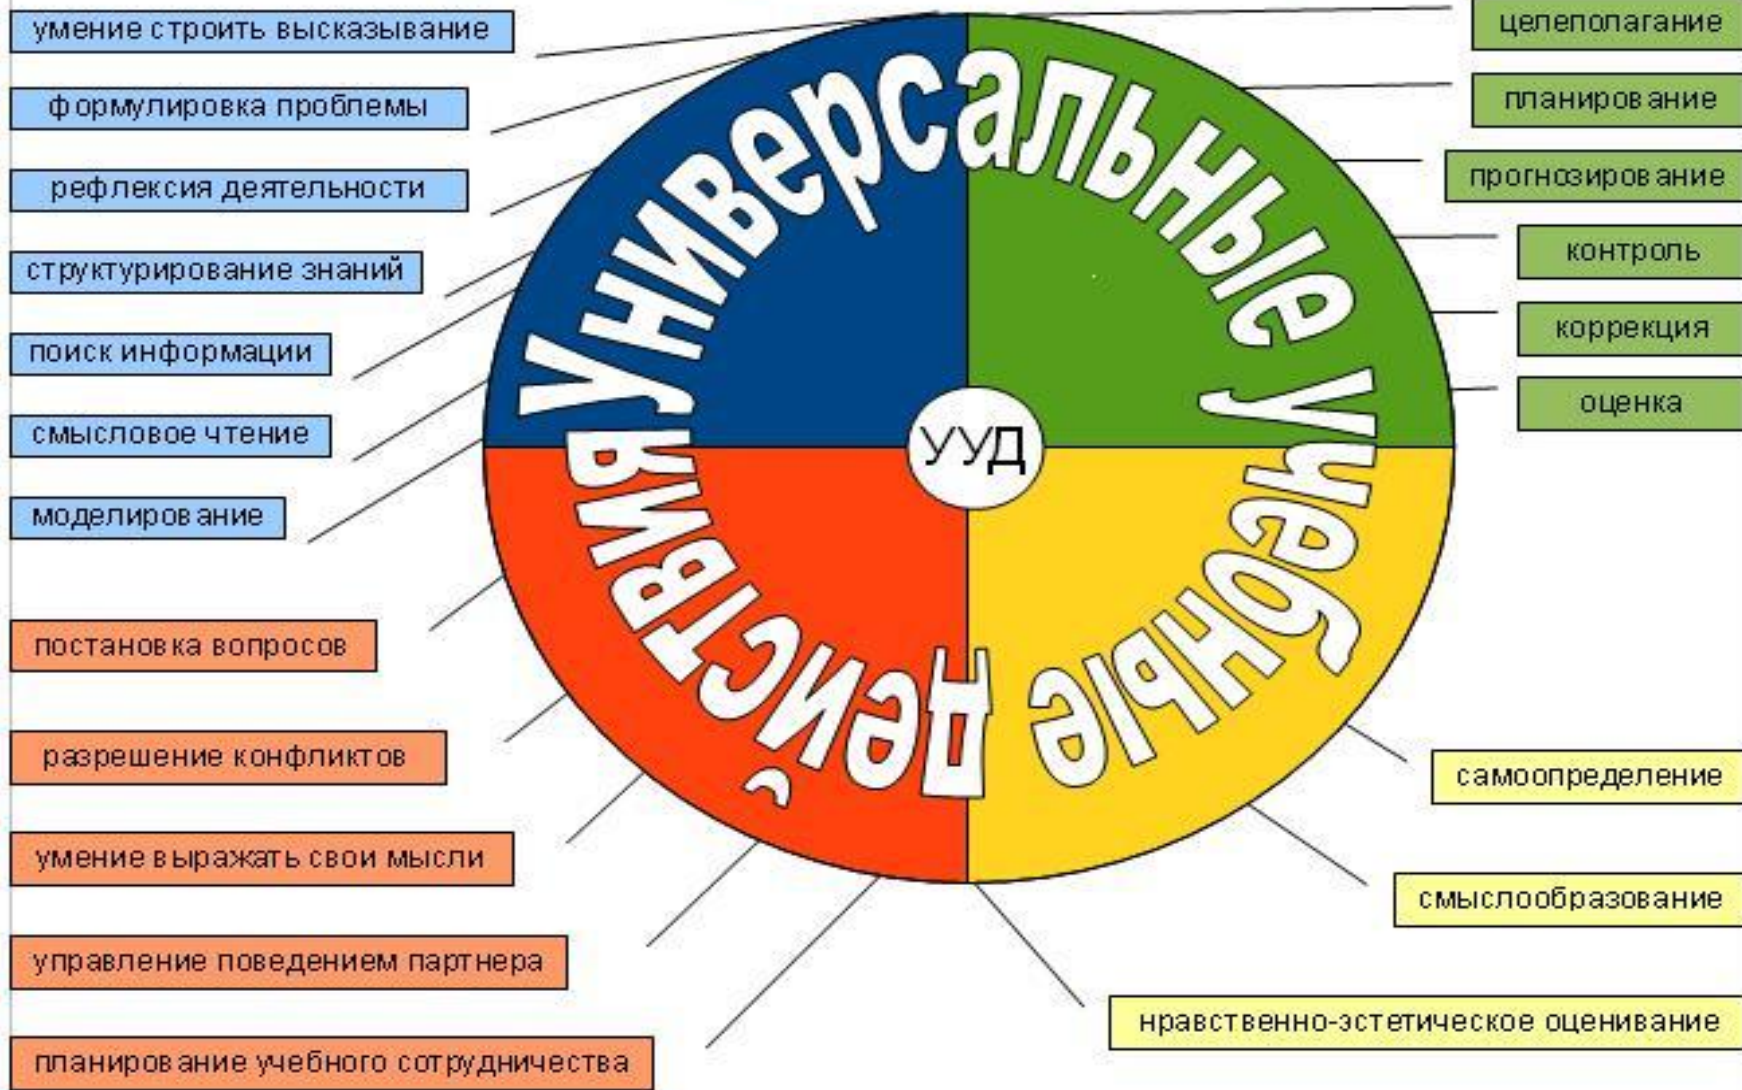 умение строить высказывание
формулировка проблемы
рефлексия деятельности
структурирование знаний
поиск информации
смысловое чтение
моделирование
постановка вопросов
разрешение конфликтов
умение выражать свои мысли
управление поведением партнера
планирование учебного сотрудничества
Универсальные учебные действия
УУД
целеполагание
планирование
прогнозирование
контроль
коррекция
оценка
самоопределение
смыслообразование
нравственно-эстетическое оценивание